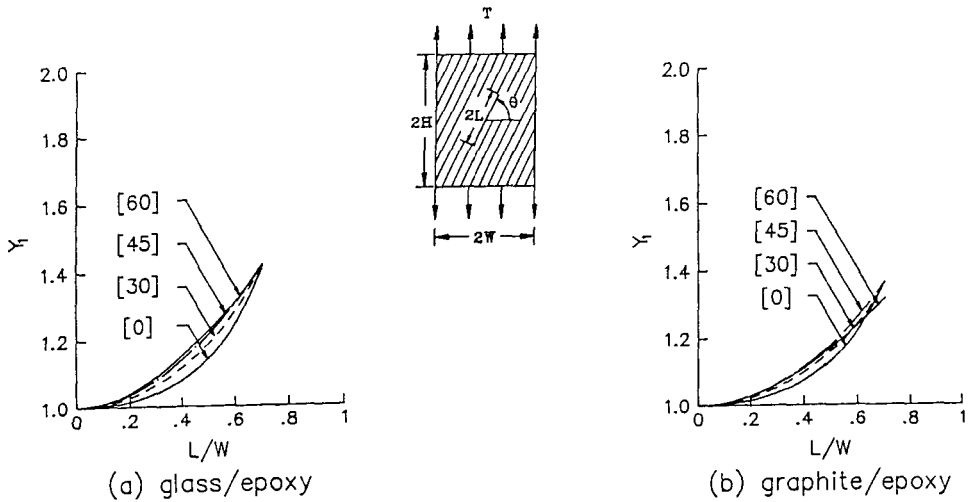 T
2H
2L
θ
2W
Y₁
2.0
1.8
1.6
1.4
1.2
1.0
[60]
[45]
[30]
[0]
0 .2 .4 .6 .8 1
L/W
(a) glass/epoxy
Y₁
2.0
1.8
1.6
1.4
1.2
1.0
[60]
[45]
[30]
[0]
0 .2 .4 .6 .8 1
L/W
(b) graphite/epoxy